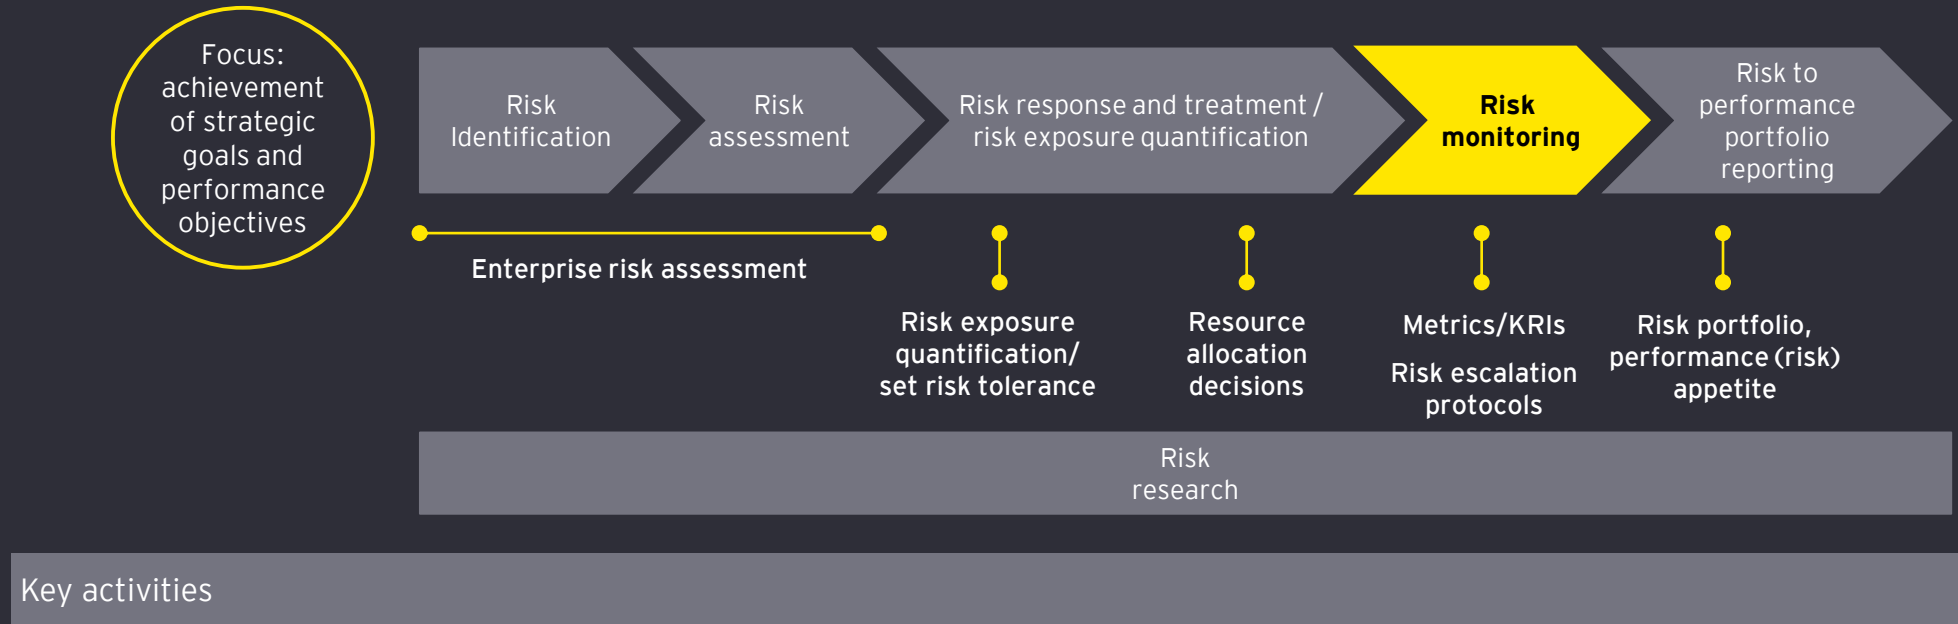 Focus:
achievement
of strategic
goals and
performance
objectives
Risk
Identification
Risk
assessment
Risk response and treatment /
risk exposure quantification
Risk
monitoring
Risk to
performance
portfolio
reporting
Enterprise risk assessment
Risk exposure
quantification/
set risk tolerance
Resource
allocation
decisions
Metrics/KRIs
Risk escalation
protocols
Risk portfolio,
performance (risk)
appetite
Risk
research
Key activities